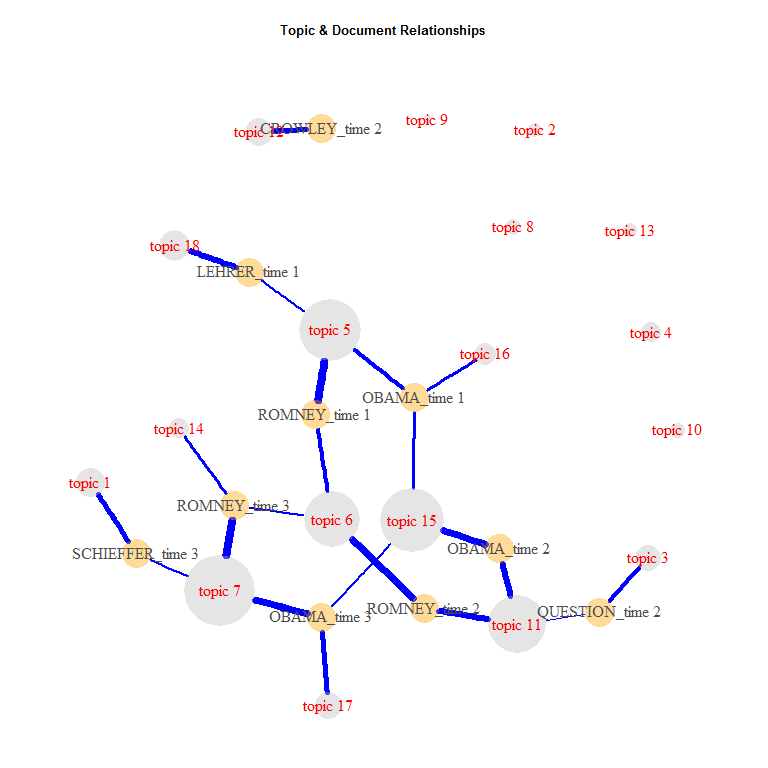 Topic & Document Relationships
topic 9
topic 12
CROWLEY_time 2
topic 2
topic 8
topic 13
topic 18
LEHRER_time 1
topic 5
topic 4
topic 16
OBAMA_time 1
ROMNEY_time 1
topic 14
topic 10
topic 1
ROMNEY_time 3
topic 6
topic 15
SCHIEFFER_time 3
OBAMA_time 2
topic 3
topic 7
ROMNEY_time 2
QUESTION_time 2
OBAMA_time 3
topic 11
topic 17